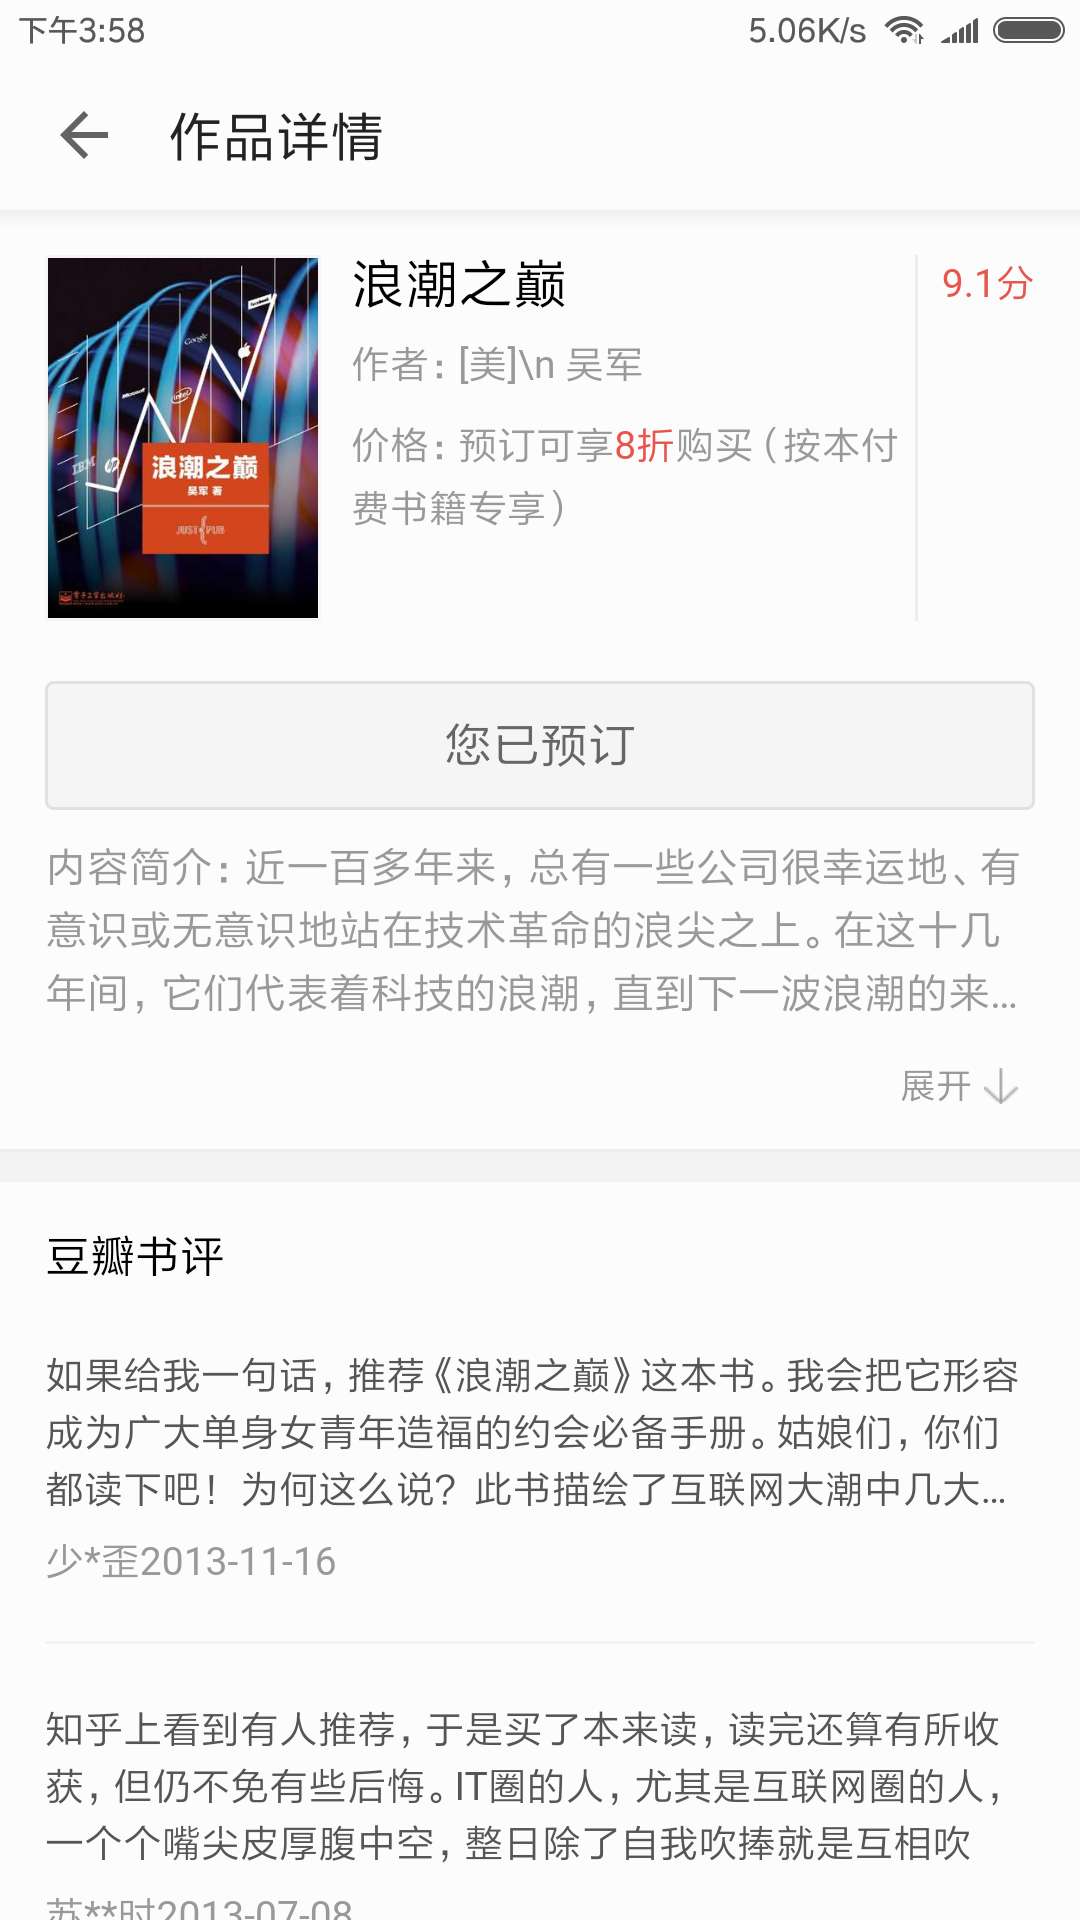 下午3:58
5.06K/s
作品详情
浪潮之巅
9.1分
作者：[美]\n 吴军
价格：预订可享8折购买（按本付
费书籍专享）
Google
Microsoft
intel
IBM
hp
浪潮之巅
吴军 著
JUST PUB
电子工业出版社
您已预订
内容简介：近一百多年来，总有一些公司很幸运地、有
意识或无意识地站在技术革命的浪尖之上。在这十几
年间，它们代表着科技的浪潮，直到下一波浪潮的来...
展开
豆瓣书评
如果给我一句话，推荐《浪潮之巅》这本书。我会把它形容
成为广大单身女青年造福的约会必备手册。姑娘们，你们
都读下吧！为何这么说？此书描绘了互联网大潮中几大...
少*歪2013-11-16
知乎上看到有人推荐，于是买了本来读，读完还算有所收
获，但仍不免有些后悔。IT圈的人，尤其是互联网圈的人，
一个个嘴尖皮厚腹中空，整日除了自我吹捧就是互相吹
苏**时2013-07-08